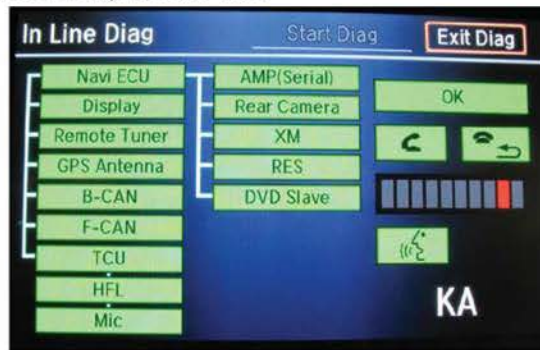 In Line Diag
Start Diag
Exit Diag
Navi ECU
AMP(Serial)
OK
Display
Rear Camera
Remote Tuner
XM
GPS Antenna
RES
B-CAN
DVD Slave
F-CAN
TCU
HFL
Mic
KA